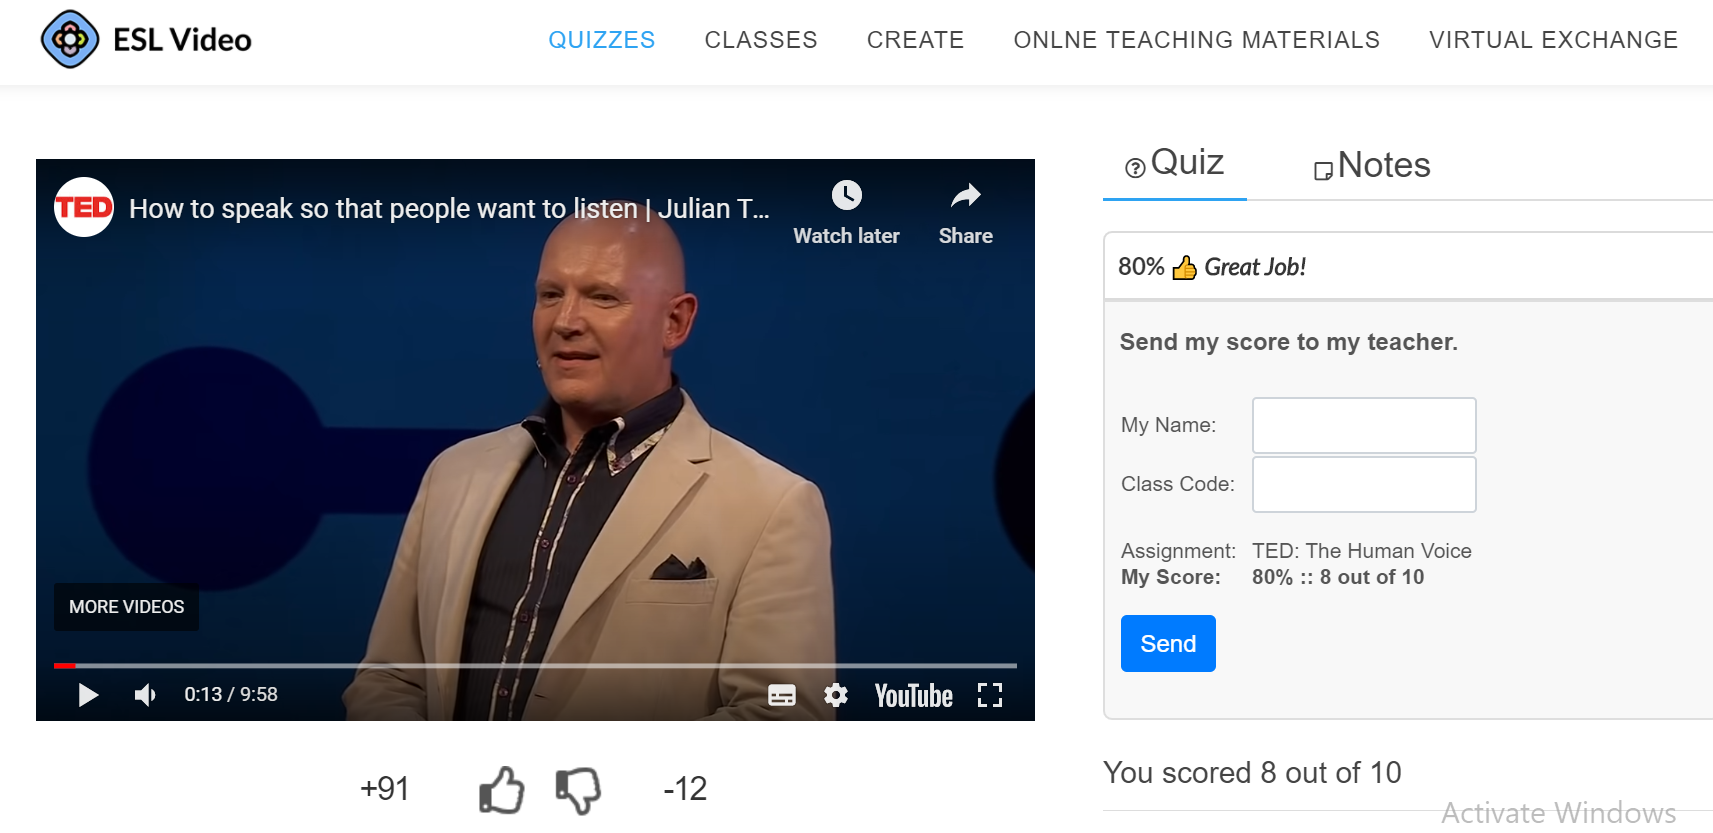 ESL Video
QUIZZES CLASSES CREATE ONLNE TEACHING MATERIALS VIRTUAL EXCHANGE
TED How to speak so that people want to listen | Julian T...
Watch later Share
MORE VIDEOS
0:13 / 9:58
YouTube
+91 -12
Quiz Notes
80% Great Job!
Send my score to my teacher.
My Name:
Class Code:
Assignment: TED: The Human Voice
My Score: 80% :: 8 out of 10
Send
You scored 8 out of 10
Activate Windows